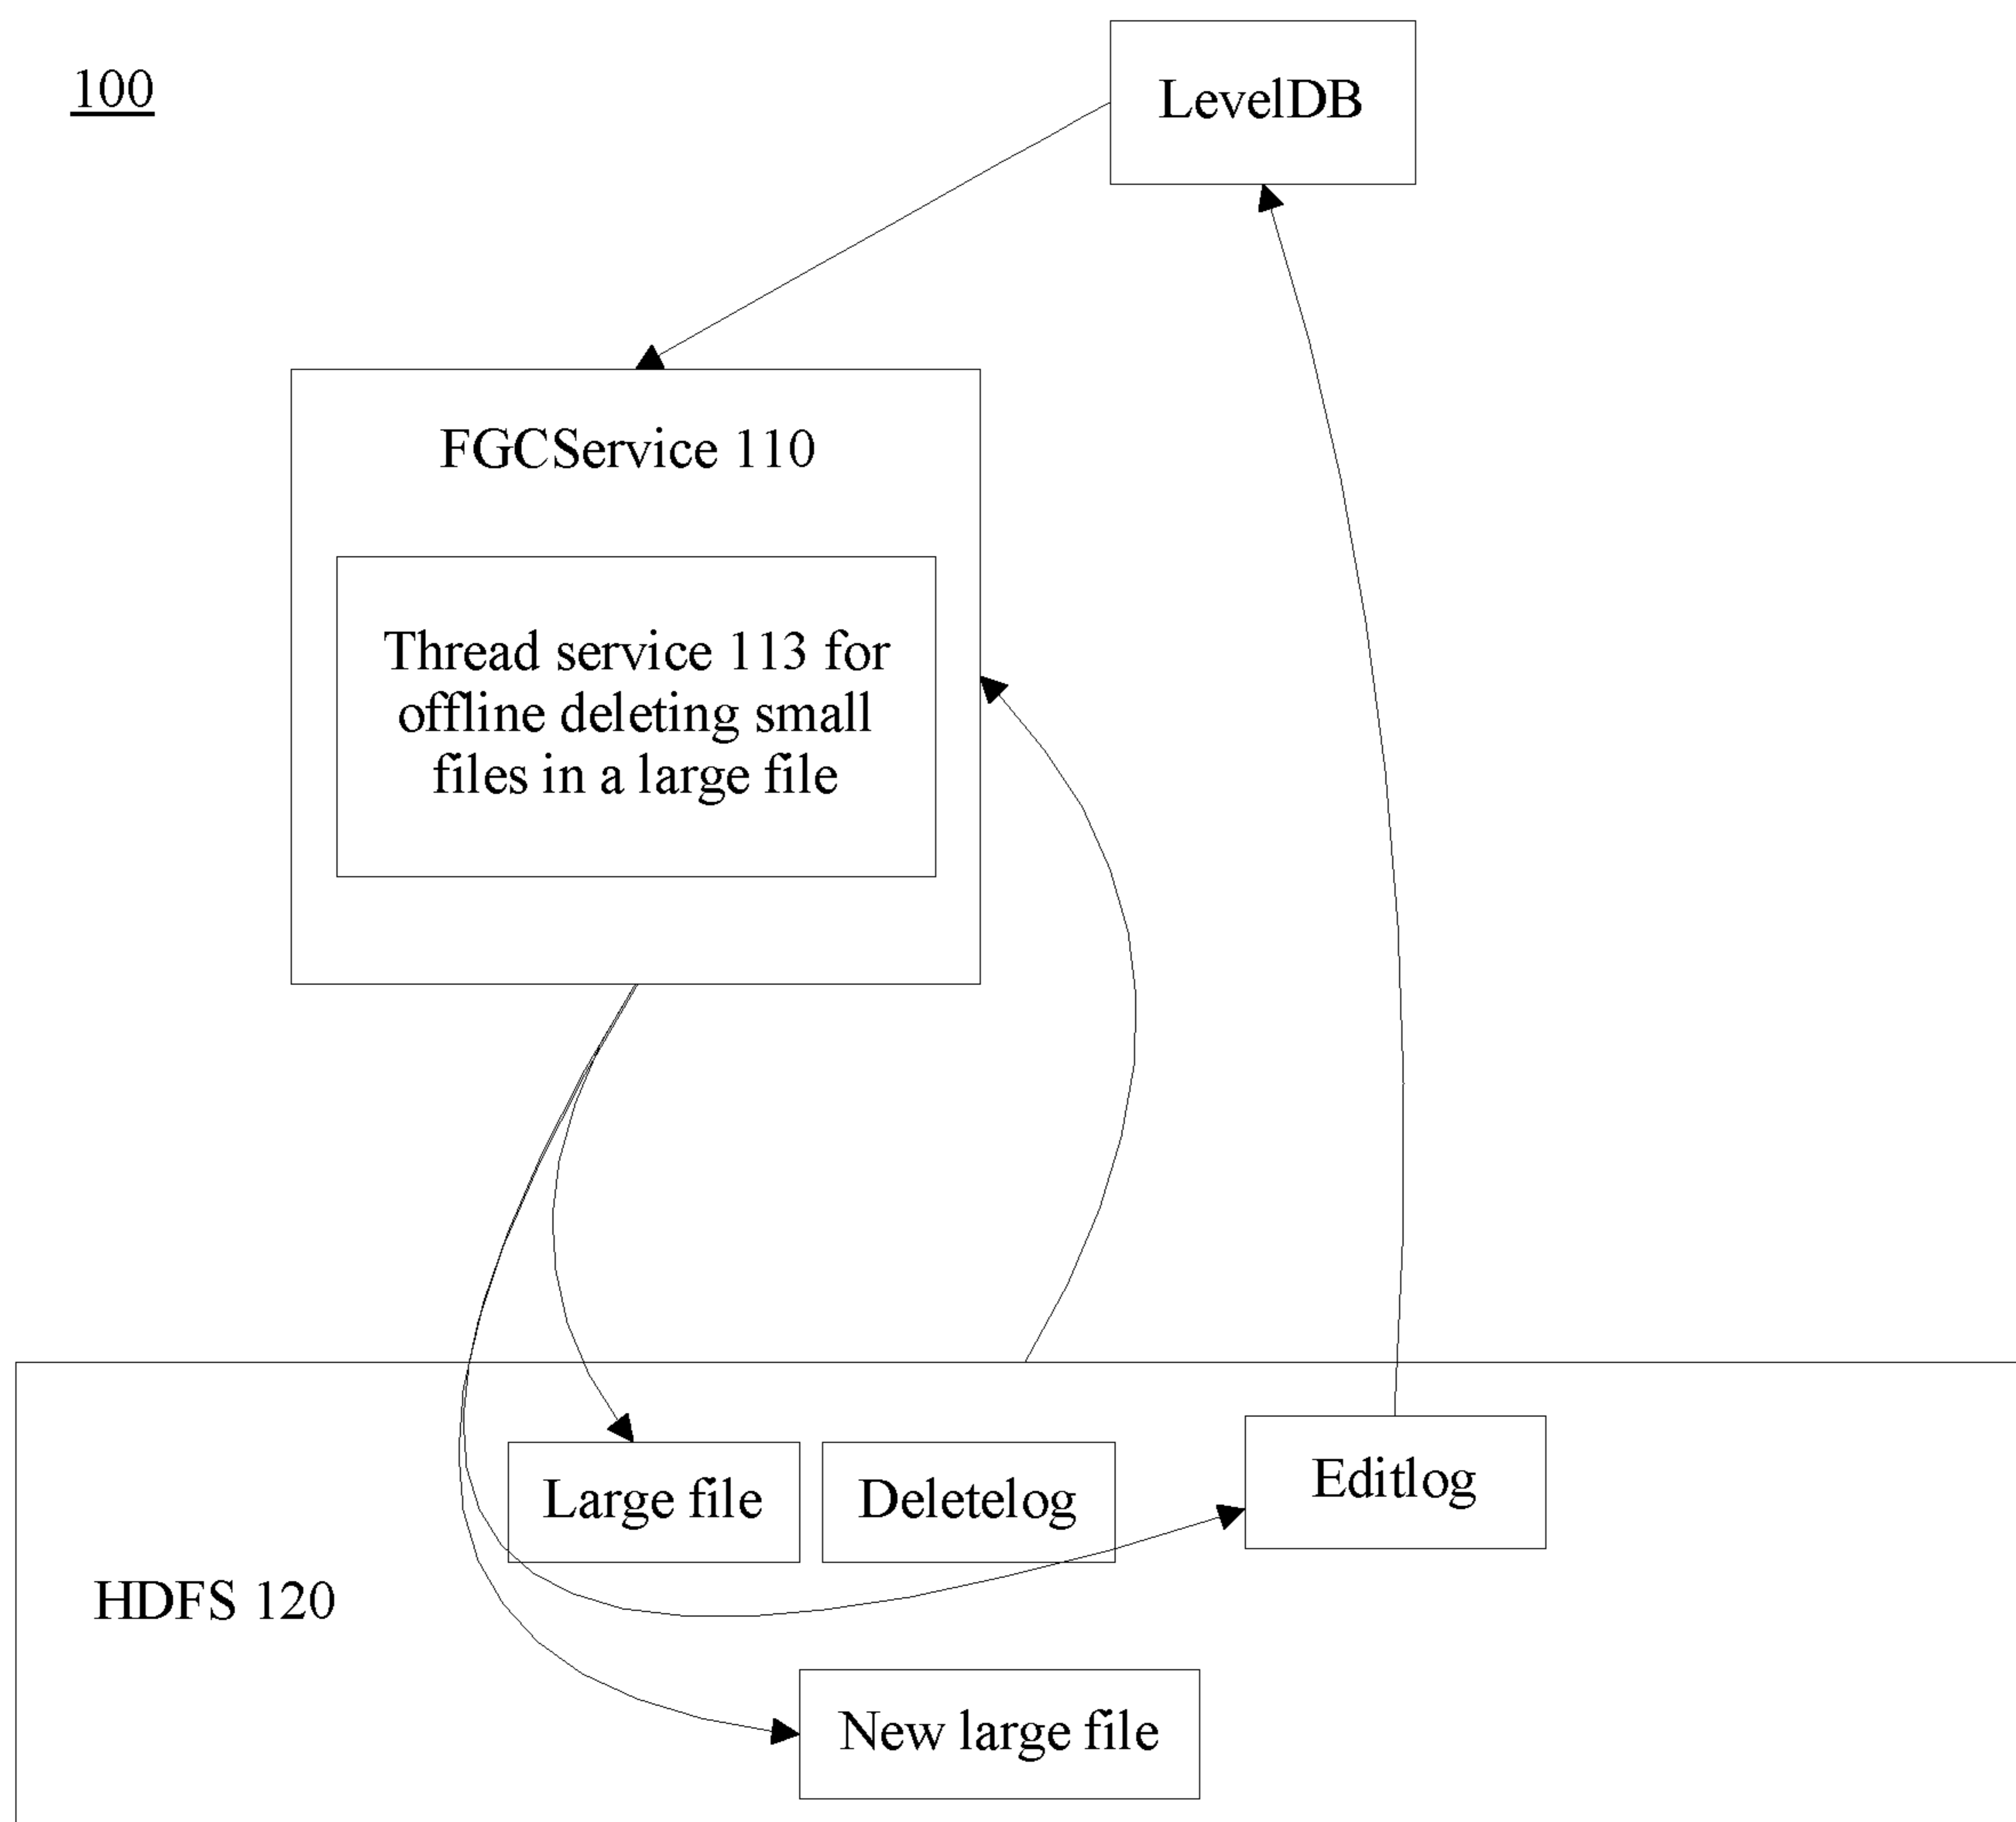 100
LevelDB
FGCService 110
Thread service 113 for
offline deleting small
files in a large file
Large file
Deletelog
Editlog
HDFS 120
New large file